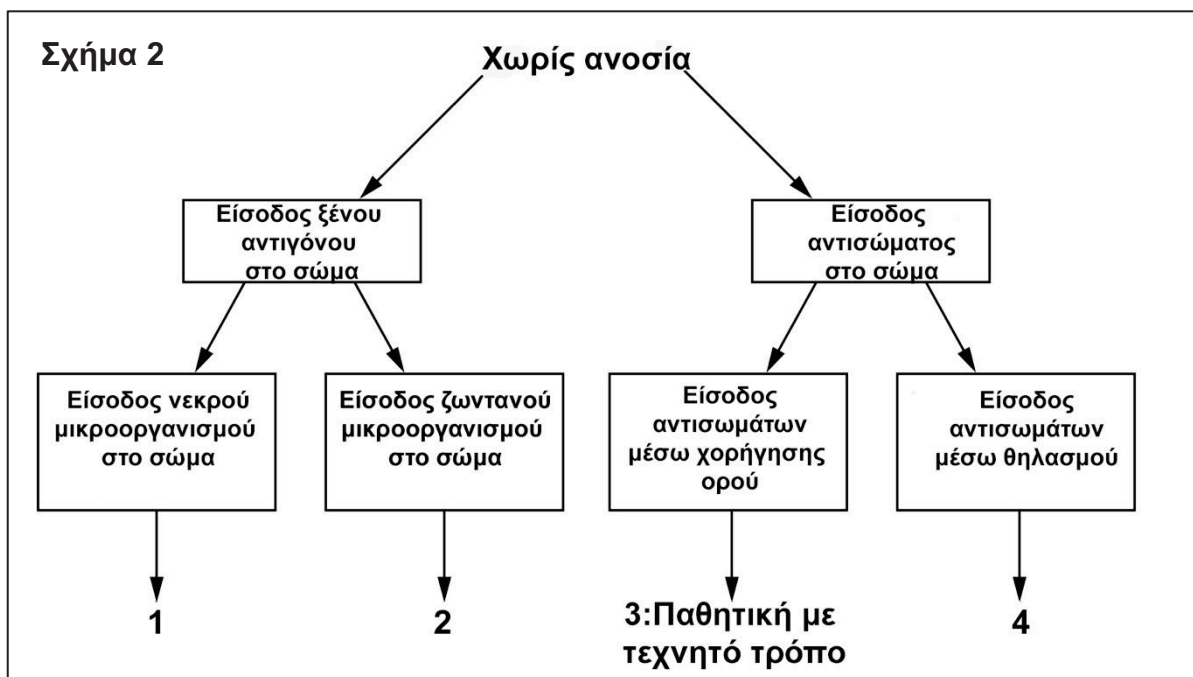 Σχήμα 2
Χωρίς ανοσία
Είσοδος ξένου
αντιγόνου
στο σώμα
Είσοδος
αντισώματος
στο σώμα
Είσοδος νεκρού
μικροοργανισμού
στο σώμα
Είσοδος ζωντανού
μικροοργανισμού
στο σώμα
Είσοδος
αντισωμάτων
μέσω χορήγησης
ορού
Είσοδος
αντισωμάτων
μέσω θηλασμού
1
2
3:Παθητική με
τεχνητό τρόπο
4